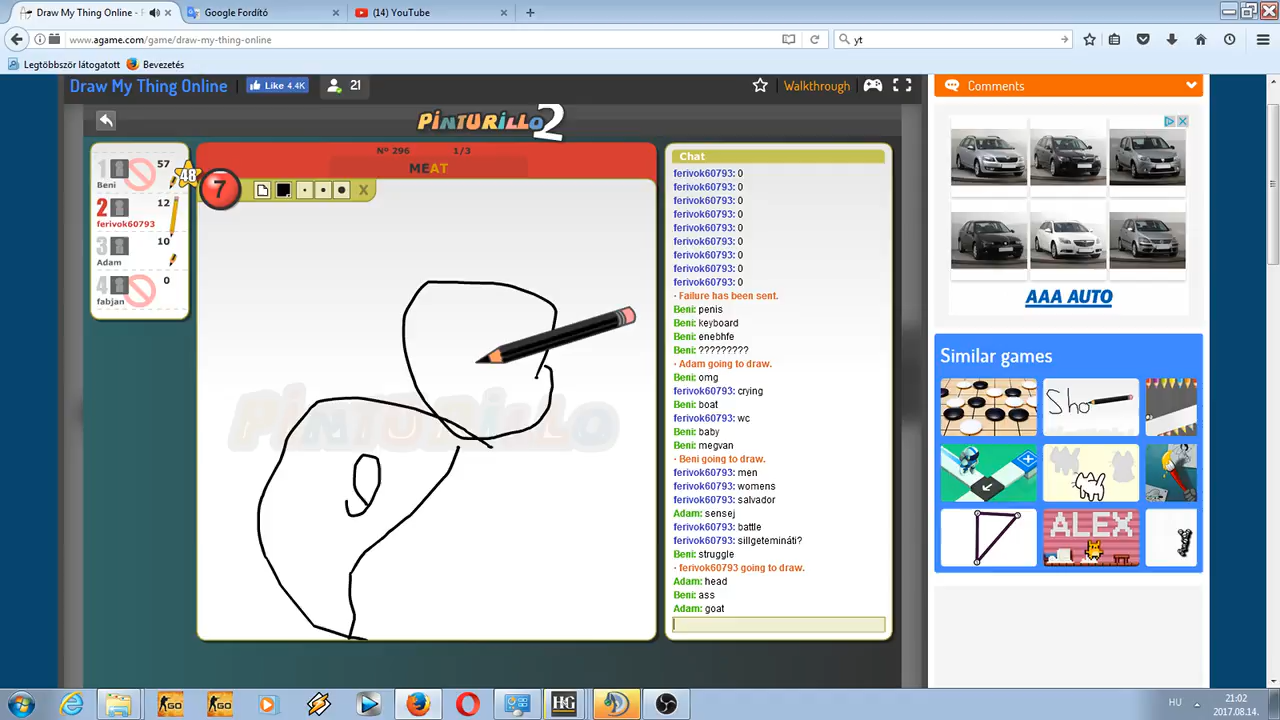 Draw My Thing Online - F
Google Fordító
(14) YouTube
www.agame.com/game/draw-my-thing-online
yt
Legtöbbször látogatott
Bevezetés
Draw My Thing Online
Like 4.4K
21
Walkthrough
Comments
PiNTURiLLO 2
1
57
Beni
2
12
ferivok60793
3
10
Adam
4
0
fabjan
48
7
Nº 296
1/3
MEAT
PiNTURiLLO
Chat
ferivok60793: 0
ferivok60793: 0
ferivok60793: 0
ferivok60793: 0
ferivok60793: 0
ferivok60793: 0
ferivok60793: 0
ferivok60793: 0
ferivok60793: 0
· Failure has been sent.
Beni: penis
Beni: keyboard
Beni: enebhfe
Beni: ?????????
· Adam going to draw.
Beni: omg
ferivok60793: crying
Beni: boat
ferivok60793: wc
Beni: baby
Beni: megvan
· Beni going to draw.
ferivok60793: men
ferivok60793: womens
ferivok60793: salvador
Adam: sensej
ferivok60793: battle
ferivok60793: sillgetemináti?
Beni: struggle
· ferivok60793 going to draw.
Adam: head
Beni: ass
Adam: goat
AAA AUTO
Similar games
Sho
ALEX
GO
GO
HG
HU
21:02
2017.08.14.